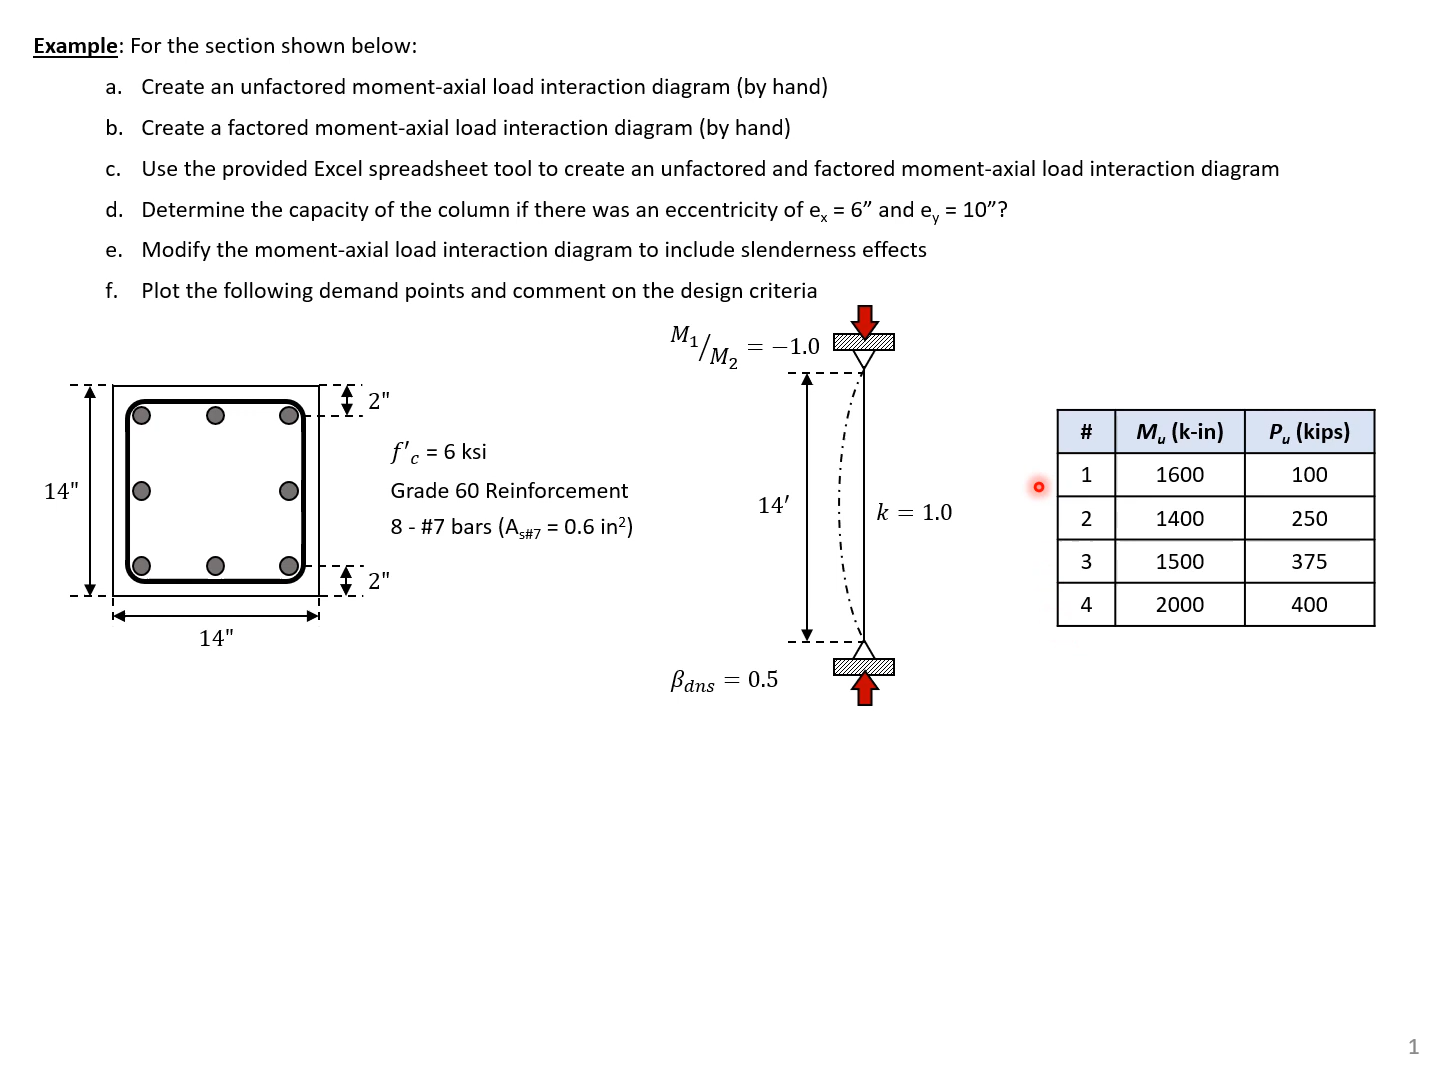 Example: For the section shown below:
a. Create an unfactored moment-axial load interaction diagram (by hand)
b. Create a factored moment-axial load interaction diagram (by hand)
c. Use the provided Excel spreadsheet tool to create an unfactored and factored moment-axial load interaction diagram
d. Determine the capacity of the column if there was an eccentricity of eₓ = 6” and e_y = 10”?
e. Modify the moment-axial load interaction diagram to include slenderness effects
f. Plot the following demand points and comment on the design criteria
M₁/M₂ = −1.0
2"
14"
f′_c = 6 ksi
Grade 60 Reinforcement
8 - #7 bars (A_s#7 = 0.6 in²)
2"
14"
14′
k = 1.0
β_dns = 0.5
# M_u (k-in) P_u (kips)
1 1600 100
2 1400 250
3 1500 375
4 2000 400
1